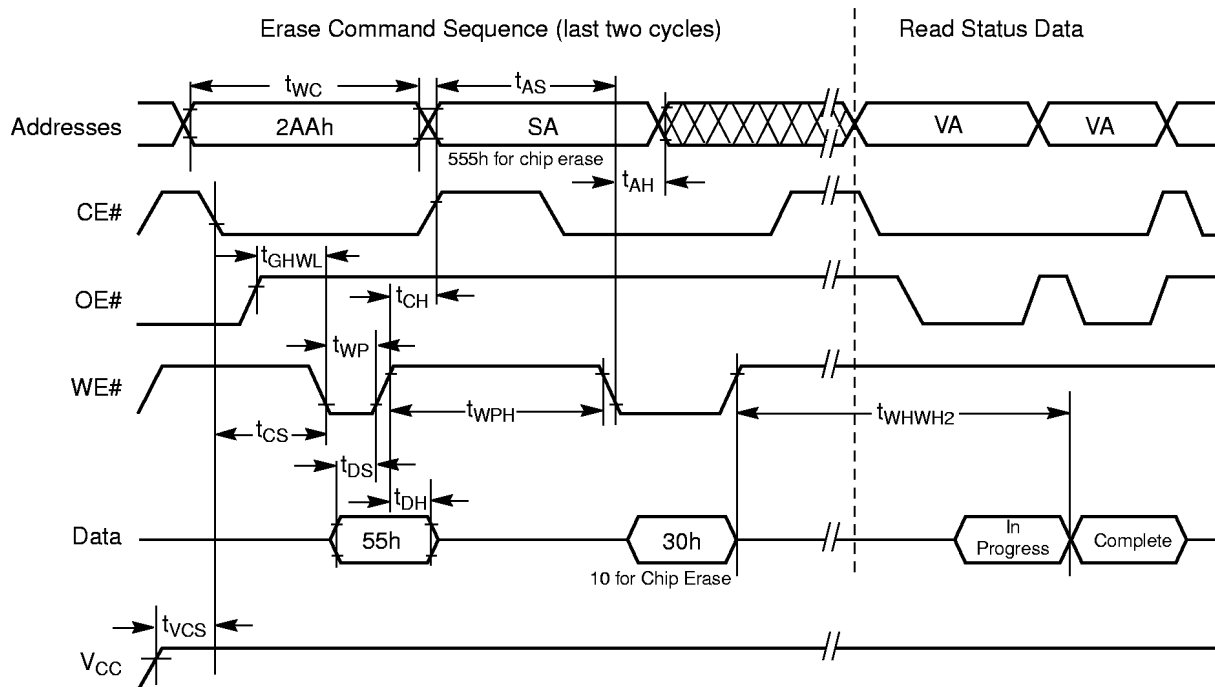 Erase Command Sequence (last two cycles) Read Status Data
tWC tAS
Addresses 2AAh SA VA VA
555h for chip erase
tAH
CE#
tGHWL
OE#
tCH
tWP
WE#
tWPH tWHWH2
tCS
tDS
tDH
Data 55h 30h In Progress Complete
10 for Chip Erase
tVCS
VCC